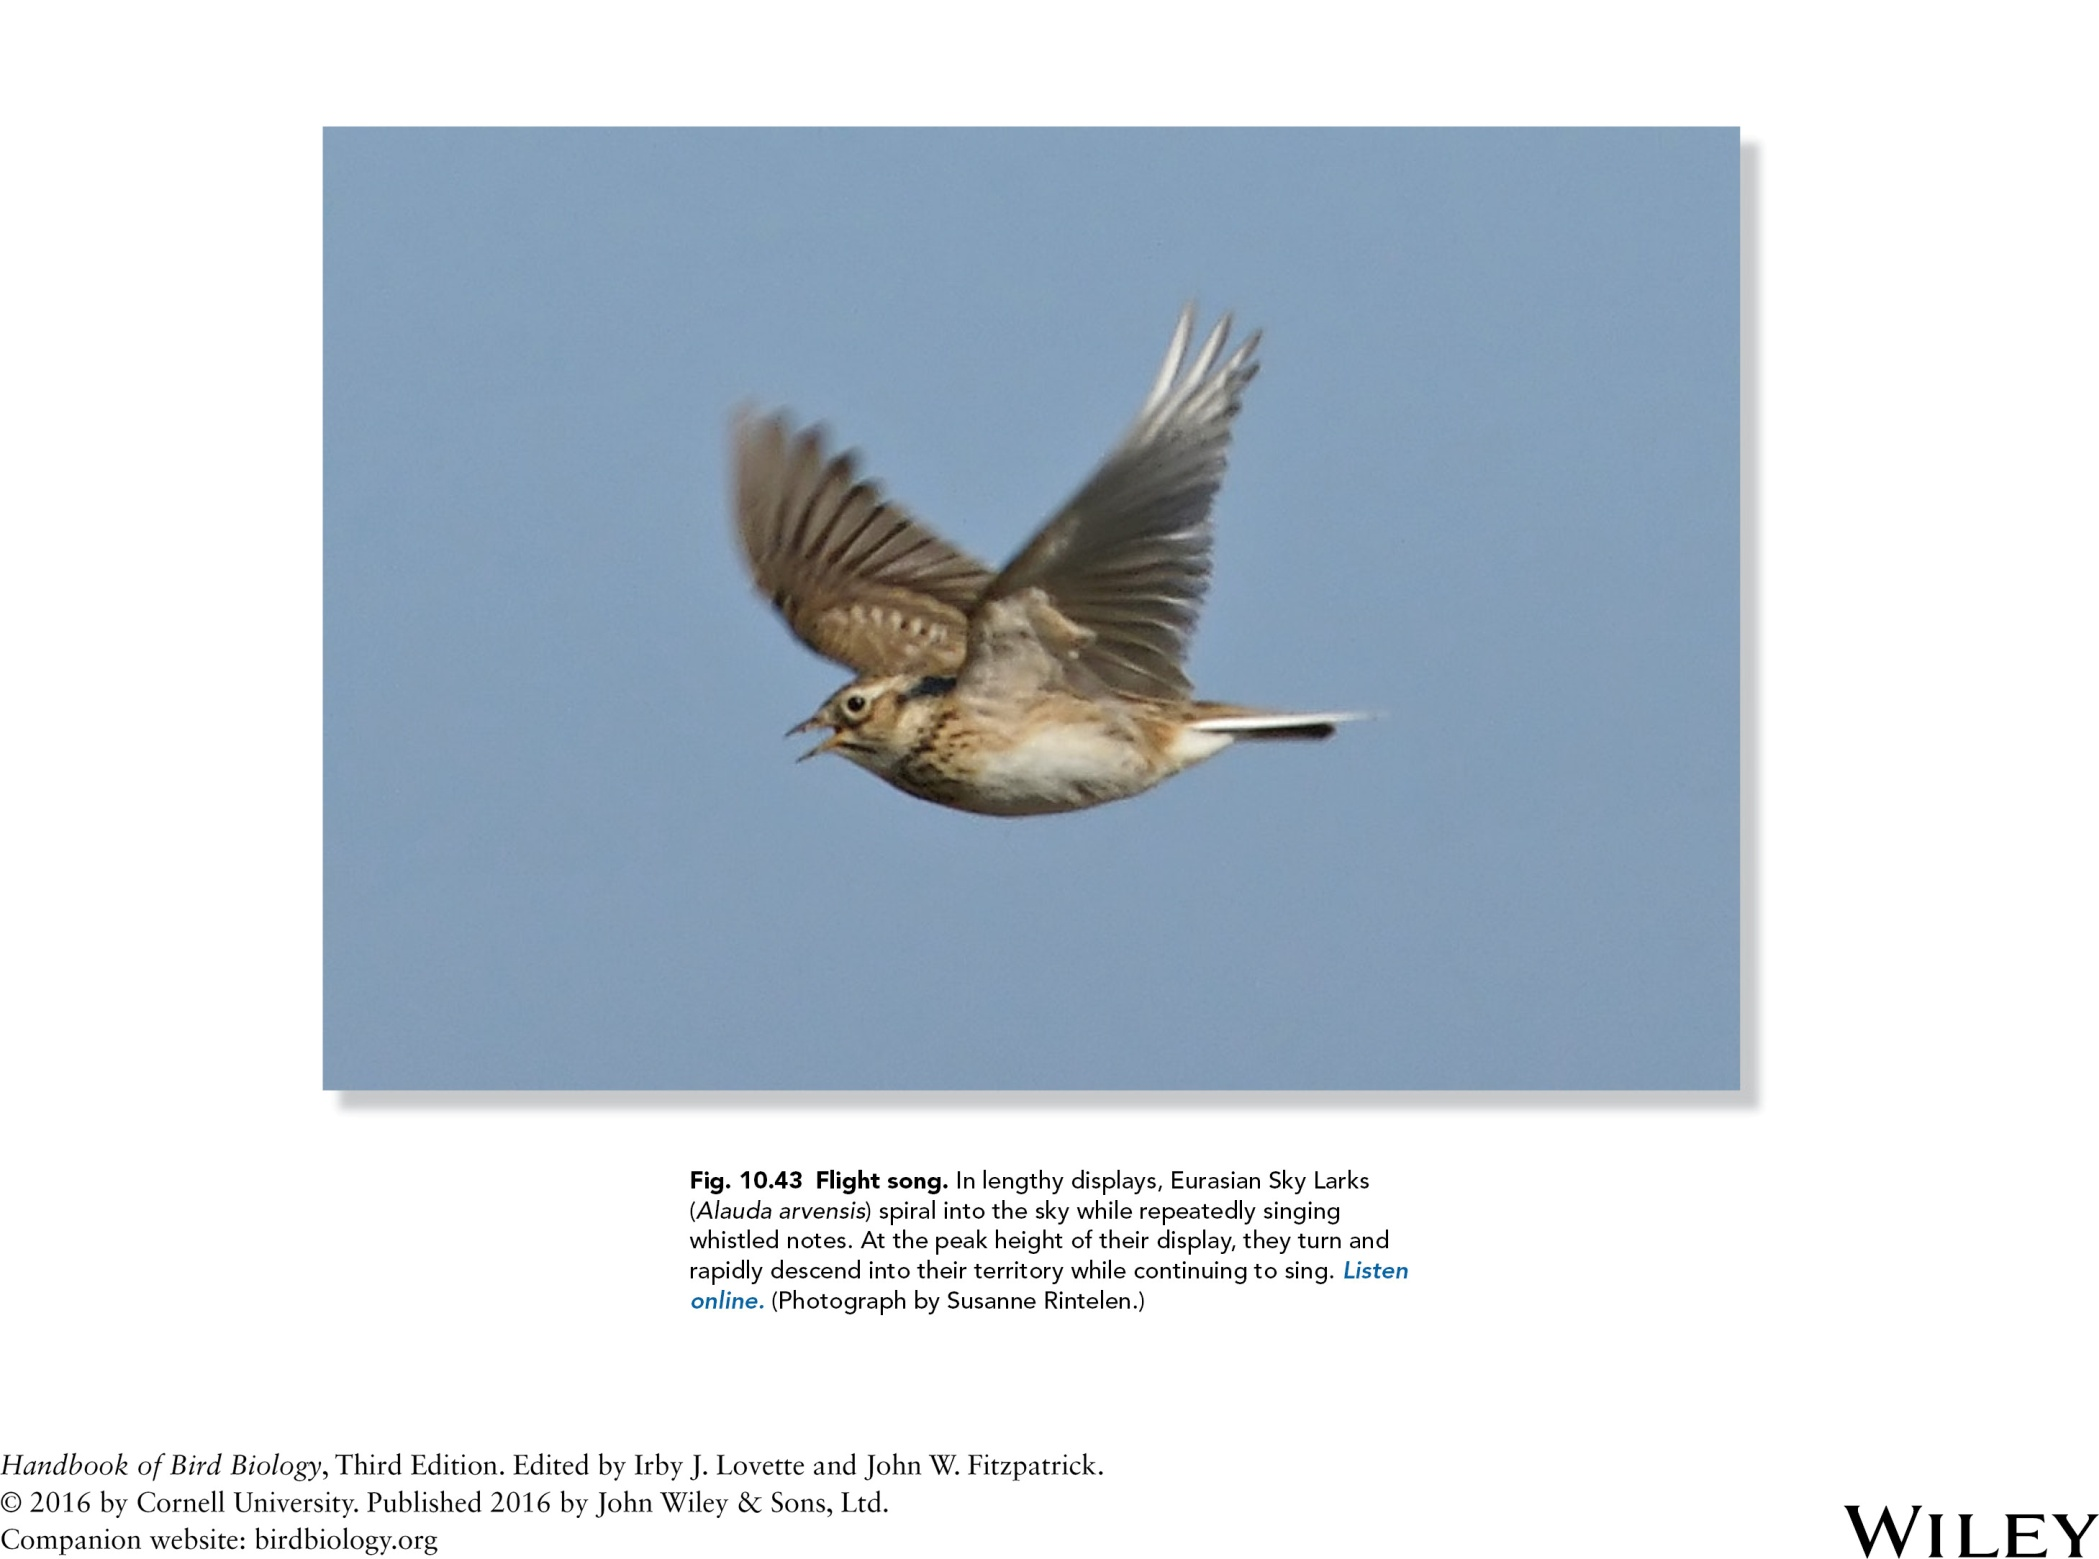 Fig. 10.43 Flight song. In lengthy displays, Eurasian Sky Larks
(Alauda arvensis) spiral into the sky while repeatedly singing
whistled notes. At the peak height of their display, they turn and
rapidly descend into their territory while continuing to sing. Listen
online. (Photograph by Susanne Rintelen.)
Handbook of Bird Biology, Third Edition. Edited by Irby J. Lovette and John W. Fitzpatrick.
© 2016 by Cornell University. Published 2016 by John Wiley & Sons, Ltd.
Companion website: birdbiology.org
WILEY